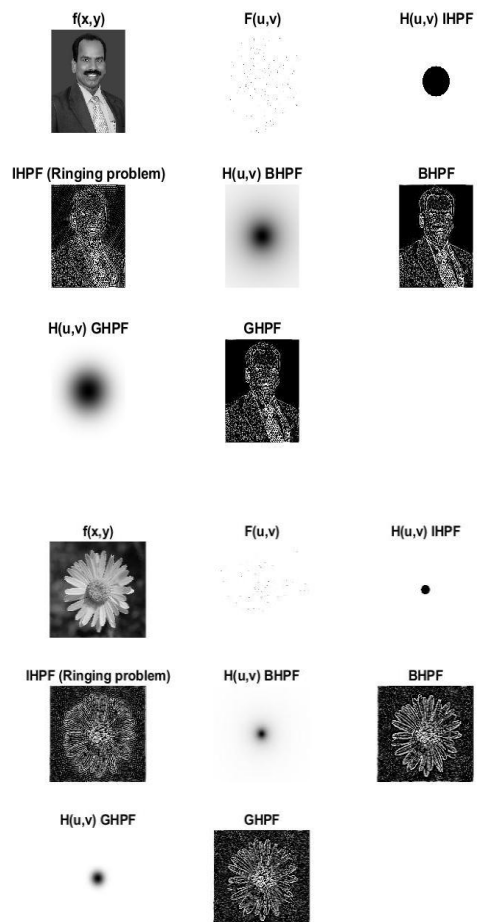 f(x,y)
F(u,v)
H(u,v) IHPF
IHPF (Ringing problem)
H(u,v) BHPF
BHPF
H(u,v) GHPF
GHPF
f(x,y)
F(u,v)
H(u,v) IHPF
IHPF (Ringing problem)
H(u,v) BHPF
BHPF
H(u,v) GHPF
GHPF